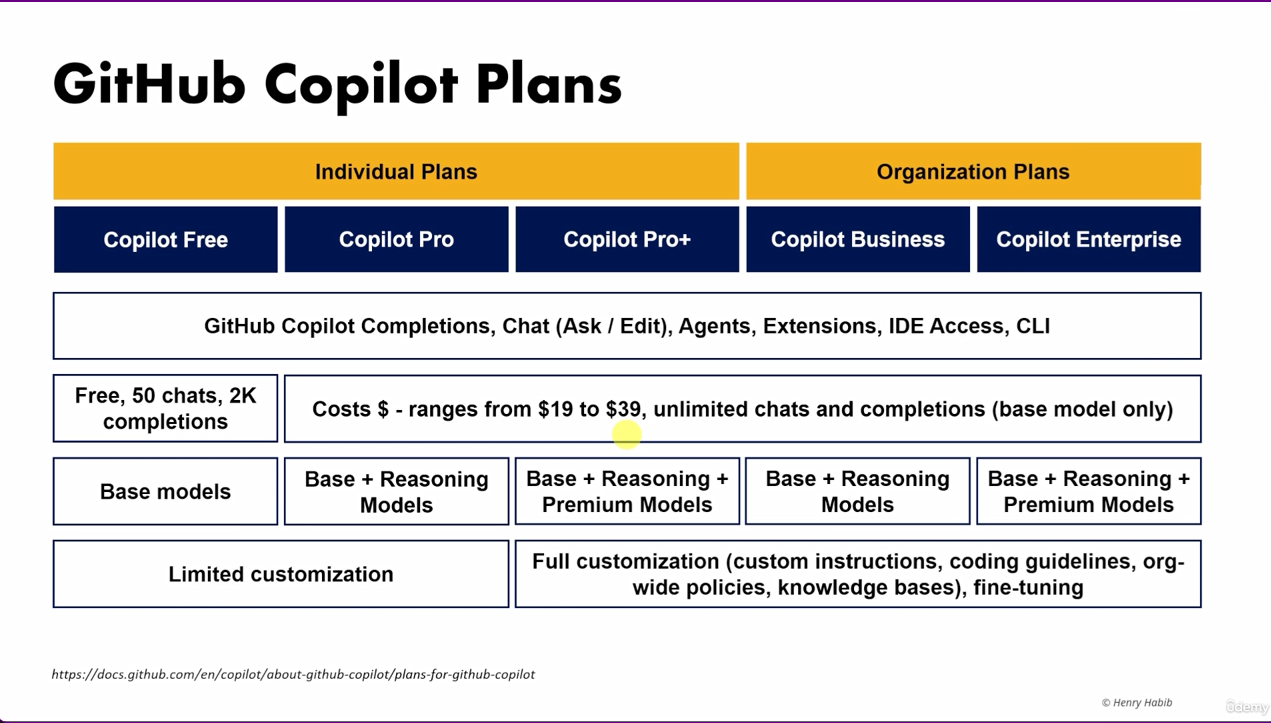 GitHub Copilot Plans
Individual Plans
Organization Plans
Copilot Free
Copilot Pro
Copilot Pro+
Copilot Business
Copilot Enterprise
GitHub Copilot Completions, Chat (Ask / Edit), Agents, Extensions, IDE Access, CLI
Free, 50 chats, 2K
completions
Costs $ - ranges from $19 to $39, unlimited chats and completions (base model only)
Base models
Base + Reasoning
Models
Base + Reasoning +
Premium Models
Base + Reasoning
Models
Base + Reasoning +
Premium Models
Limited customization
Full customization (custom instructions, coding guidelines, org-
wide policies, knowledge bases), fine-tuning
https://docs.github.com/en/copilot/about-github-copilot/plans-for-github-copilot
© Henry Habib
ûdemy